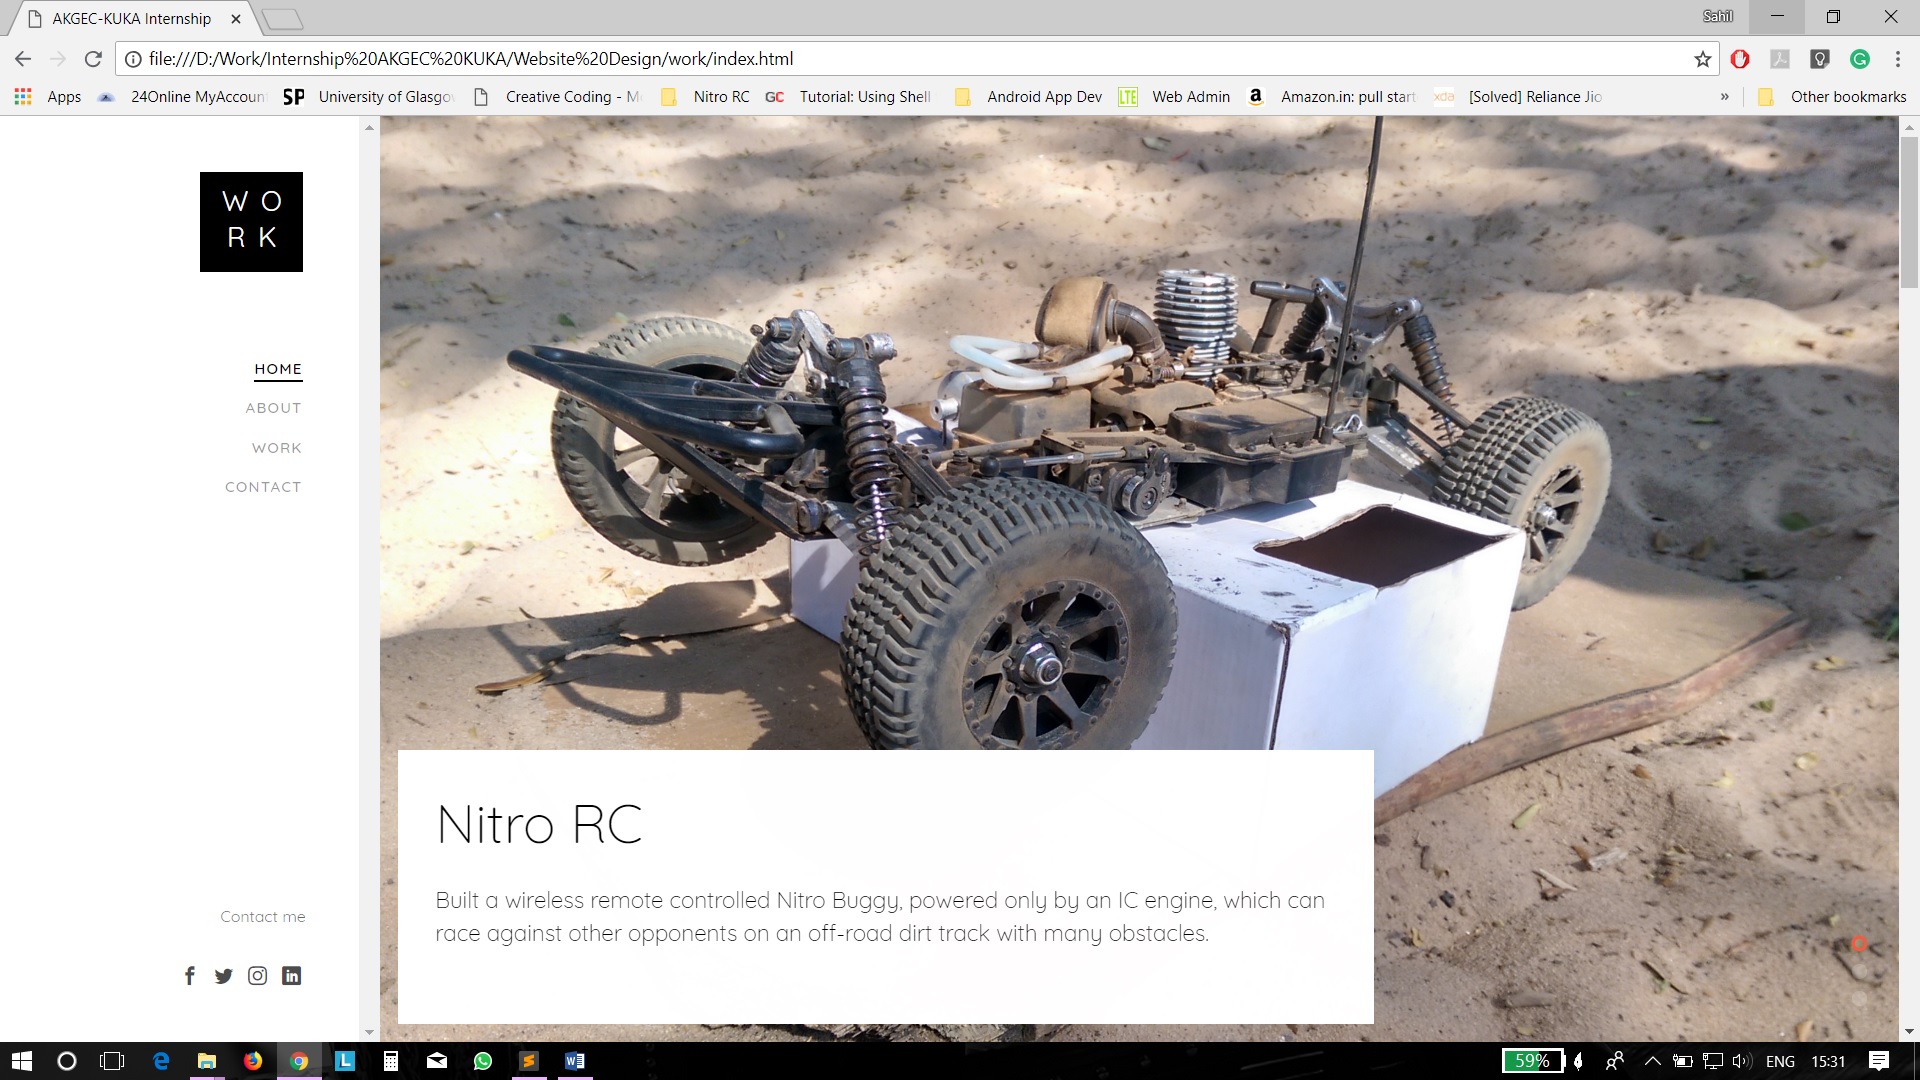 AKGEC-KUKA Internship
Sahil
file:///D:/Work/Internship%20AKGEC%20KUKA/Website%20Design/work/index.html
Apps 24Online MyAccoun SP University of Glasgo Creative Coding - M Nitro RC GC Tutorial: Using Shell Android App Dev LTE Web Admin a Amazon.in: pull start xda [Solved] Reliance Jio » Other bookmarks
W O
R K
HOME
ABOUT
WORK
CONTACT
Nitro RC
Built a wireless remote controlled Nitro Buggy, powered only by an IC engine, which can
race against other opponents on an off-road dirt track with many obstacles.
Contact me
59% ENG 15:31